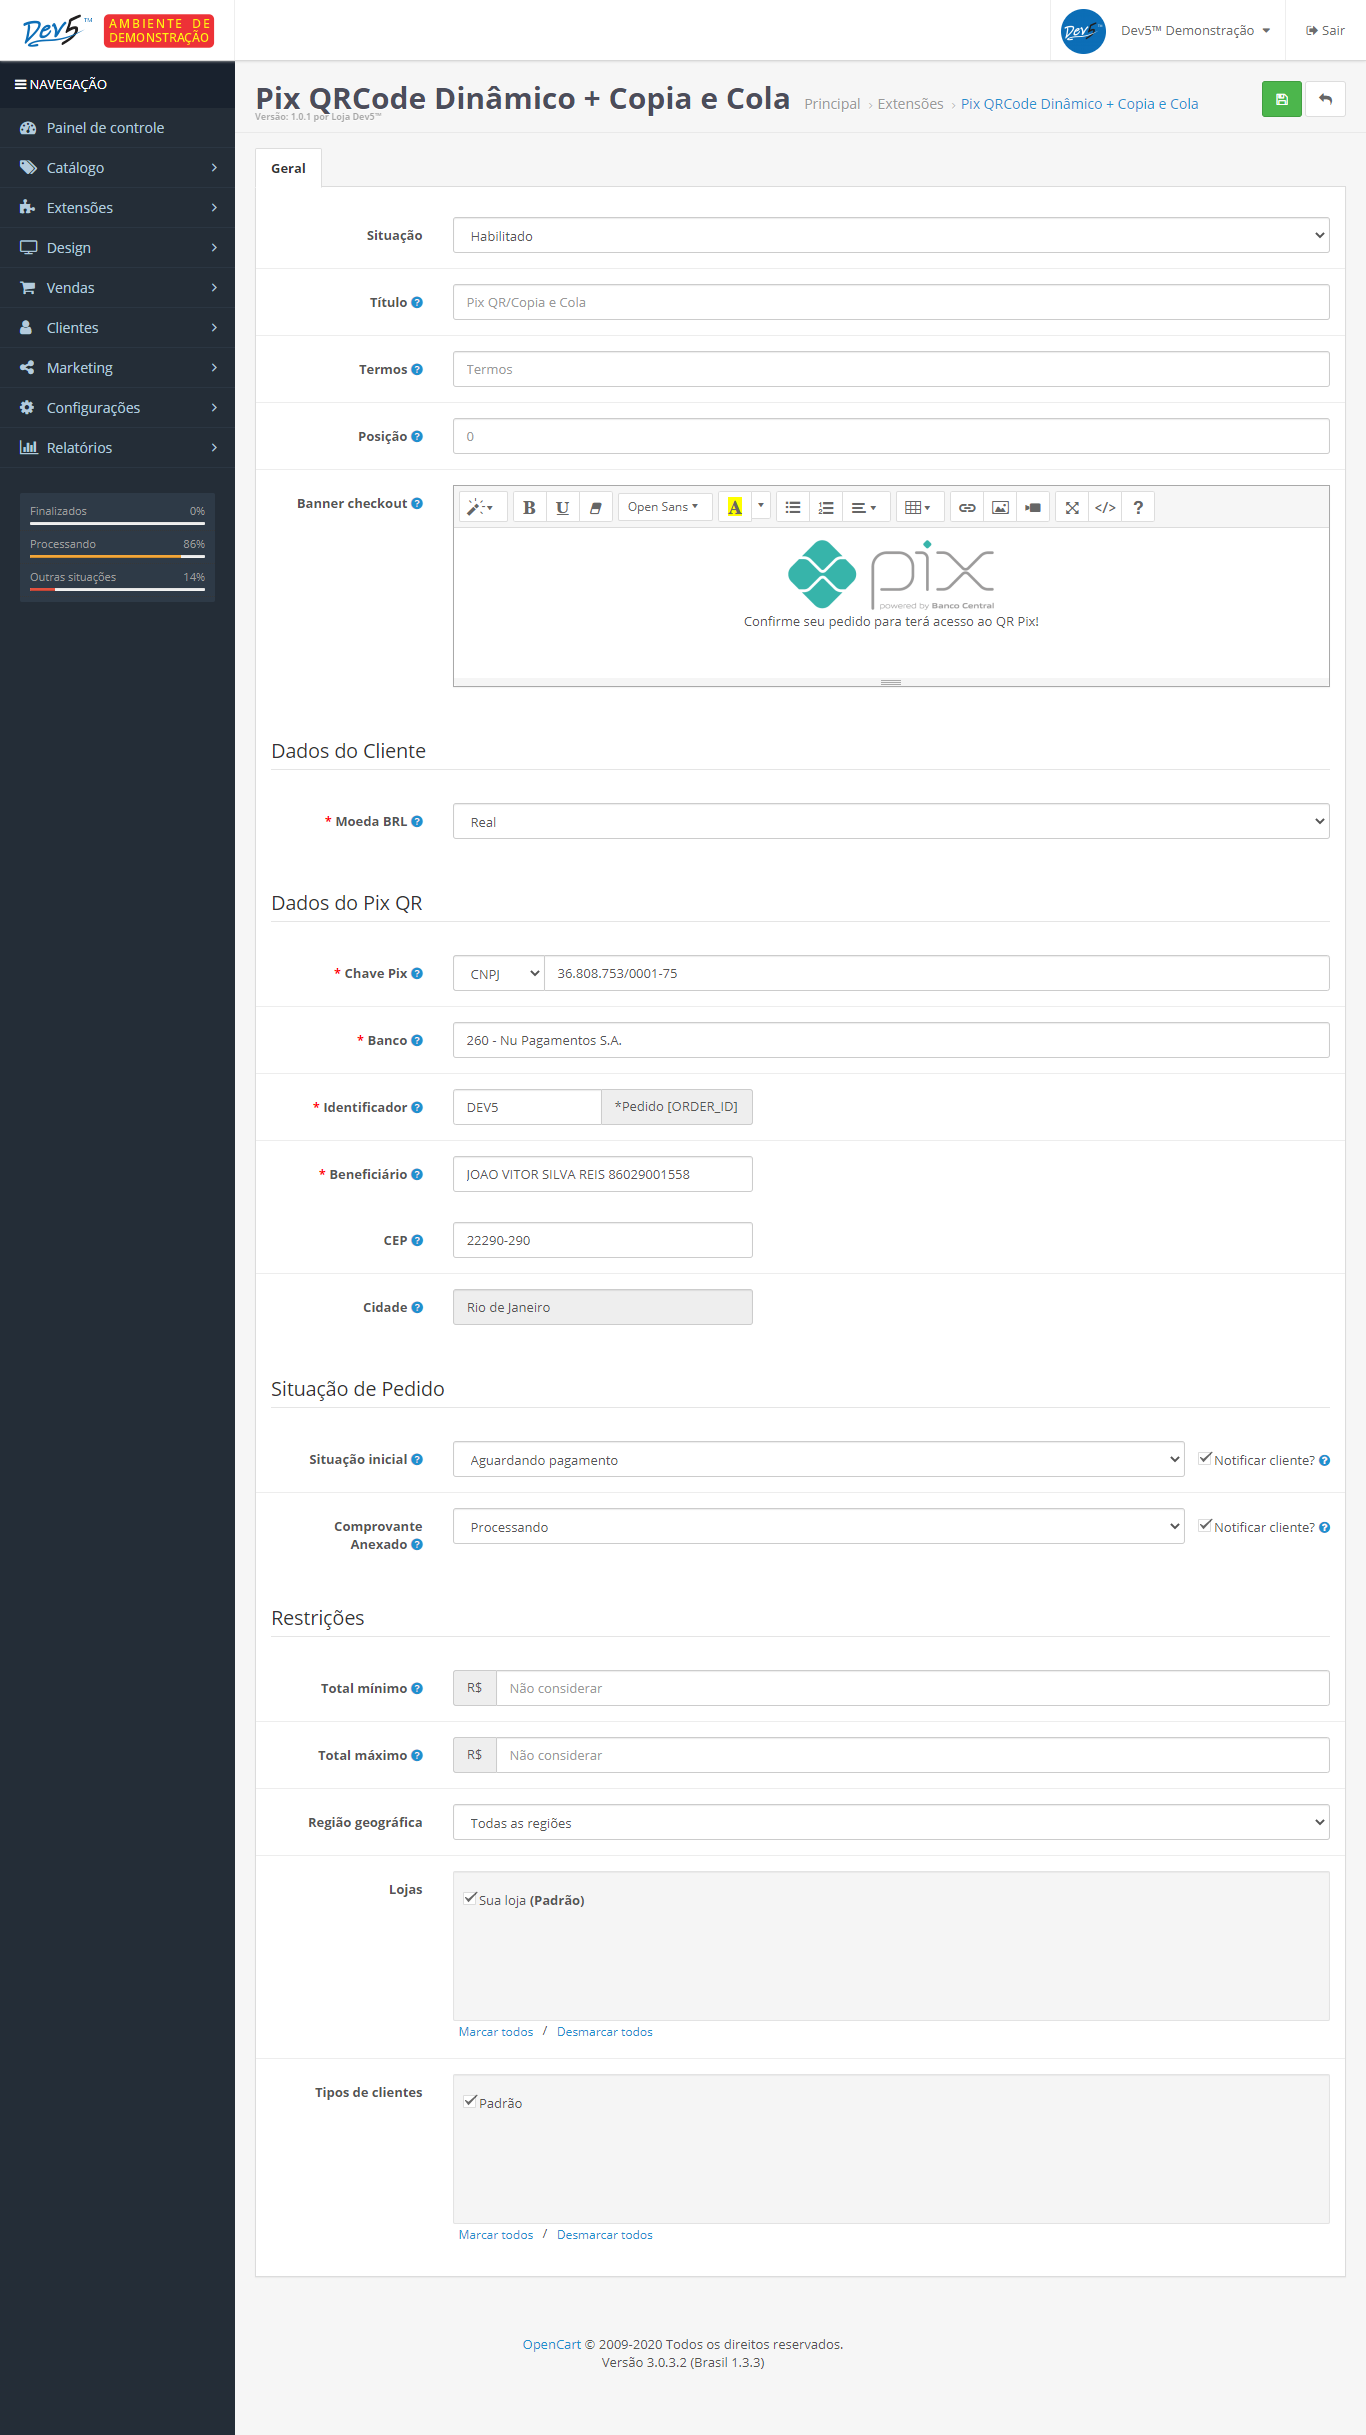 Dev5™ AMBIENTE DE
DEMONSTRAÇÃO
Dev5™ Dev5™ Demonstração Sair
NAVEGAÇÃO
Painel de controle
Catálogo
Extensões
Design
Vendas
Clientes
Marketing
Configurações
Relatórios
Finalizados 0%
Processando 86%
Outras situações 14%
Pix QRCode Dinâmico + Copia e Cola Principal › Extensões › Pix QRCode Dinâmico + Copia e Cola
Versão: 1.0.1 por Loja Dev5™
Geral
Situação Habilitado
Título ? Pix QR/Copia e Cola
Termos ? Termos
Posição ? 0
Banner checkout ? B U Open Sans A </> ?
pix
powered by Banco Central
Confirme seu pedido para terá acesso ao QR Pix!
Dados do Cliente
* Moeda BRL ? Real
Dados do Pix QR
* Chave Pix ? CNPJ 36.808.753/0001-75
* Banco ? 260 - Nu Pagamentos S.A.
* Identificador ? DEV5 *Pedido [ORDER_ID]
* Beneficiário ? JOAO VITOR SILVA REIS 86029001558
CEP ? 22290-290
Cidade ? Rio de Janeiro
Situação de Pedido
Situação inicial ? Aguardando pagamento Notificar cliente? ?
Comprovante Processando Notificar cliente? ?
Anexado ?
Restrições
Total mínimo ? R$ Não considerar
Total máximo ? R$ Não considerar
Região geográfica Todas as regiões
Lojas Sua loja (Padrão)
Marcar todos / Desmarcar todos
Tipos de clientes Padrão
Marcar todos / Desmarcar todos
OpenCart © 2009-2020 Todos os direitos reservados.
Versão 3.0.3.2 (Brasil 1.3.3)